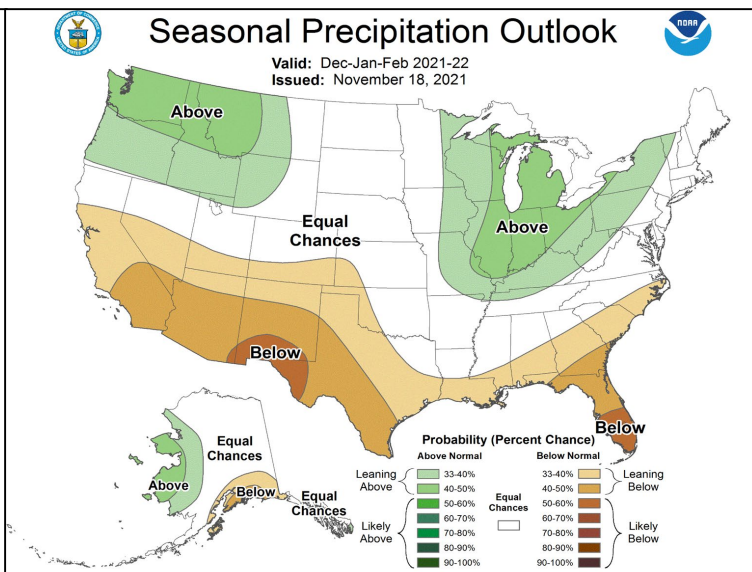 Seasonal Precipitation Outlook
NOAA
Valid: Dec-Jan-Feb 2021-22
Issued: November 18, 2021
Above
Equal
Chances
Above
Below
Below
Equal
Chances
Above
Below
Equal
Chances
Probability (Percent Chance)
Above Normal
Below Normal
Leaning
Above
33-40%
40-50%
Likely
Above
50-60%
60-70%
70-80%
80-90%
90-100%
Equal
Chances
33-40%
40-50%
Leaning
Below
50-60%
60-70%
70-80%
80-90%
90-100%
Likely
Below